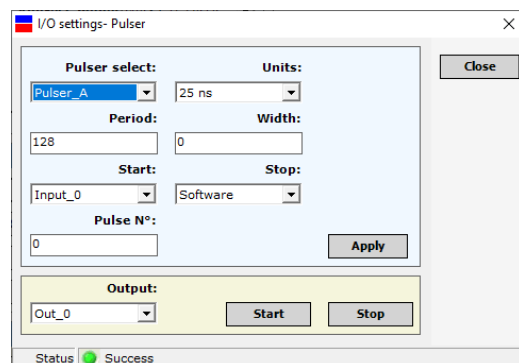 I/O settings- Pulser
Close
Pulser select: Units:
Pulser_A 25 ns
Period: Width:
128 0
Start: Stop:
Input_0 Software
Pulse N°:
0
Apply
Output:
Out_0 Start Stop
Status Success